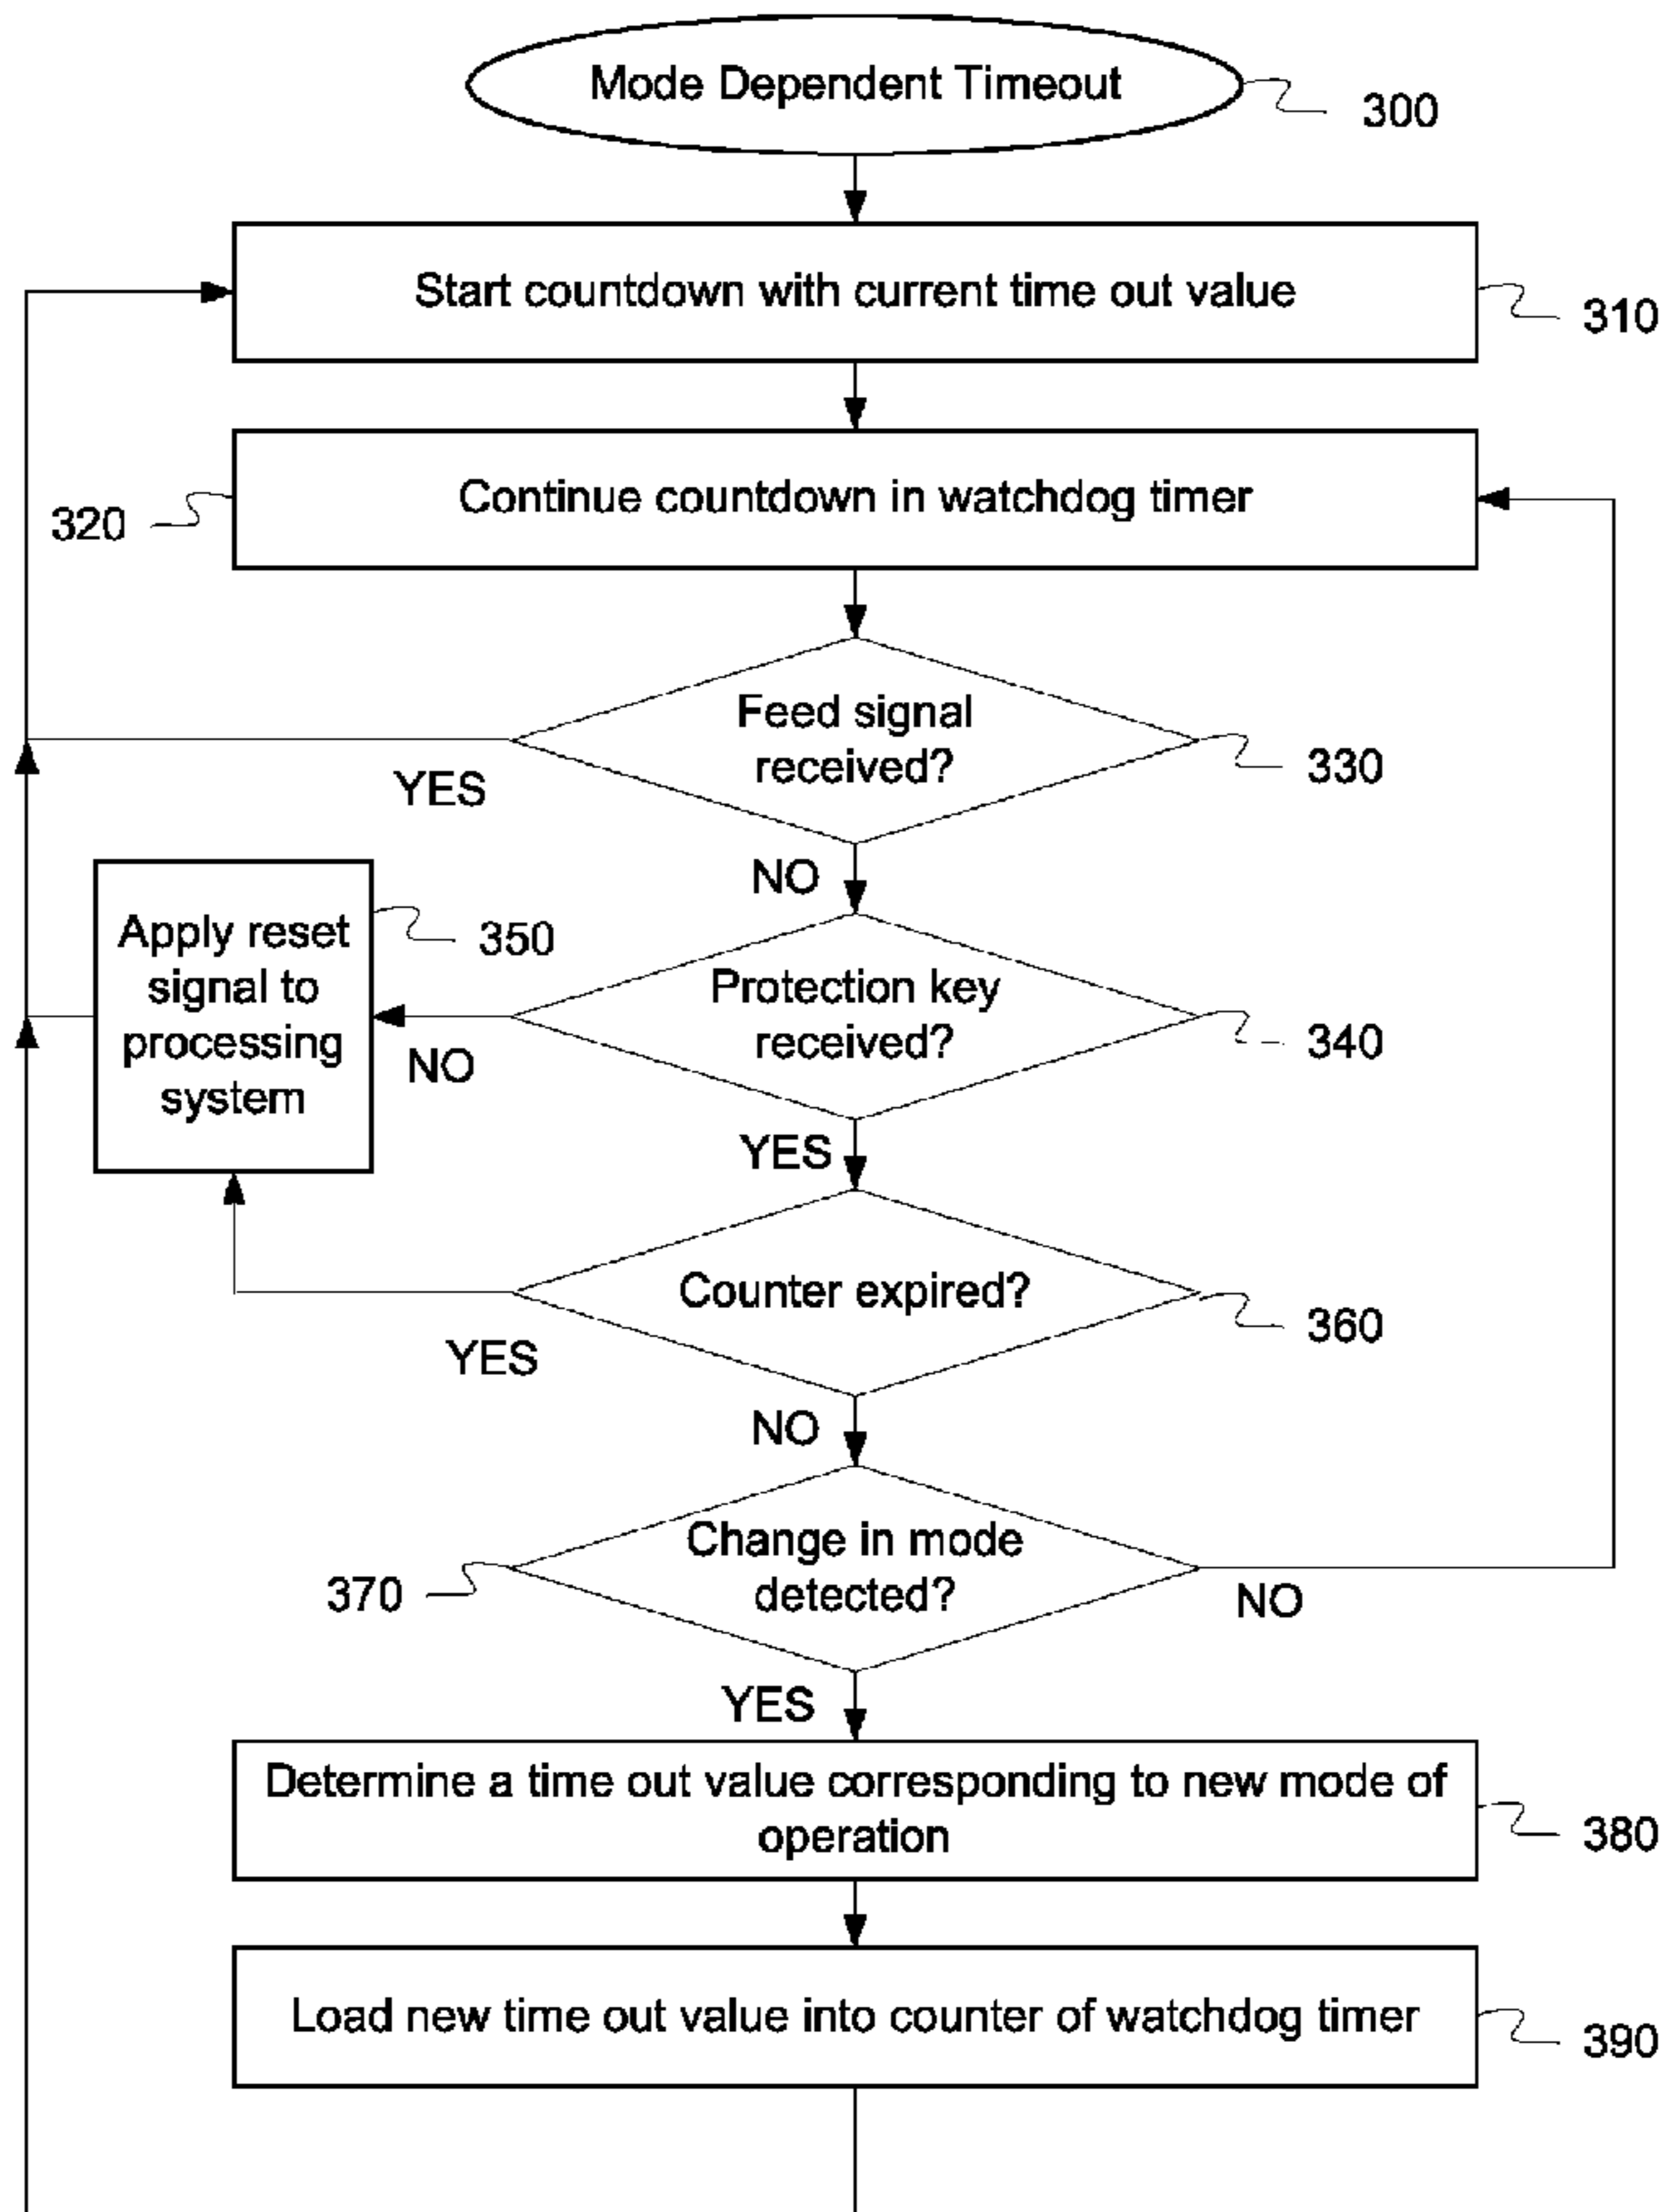 Mode Dependent Timeout
300
Start countdown with current time out value
310
Continue countdown in watchdog timer
320
Feed signal
received?
330
YES
NO
Apply reset
signal to
processing
system
350
Protection key
received?
340
NO
YES
Counter expired?
360
YES
NO
Change in mode
detected?
370
NO
YES
Determine a time out value corresponding to new mode of
operation
380
Load new time out value into counter of watchdog timer
390